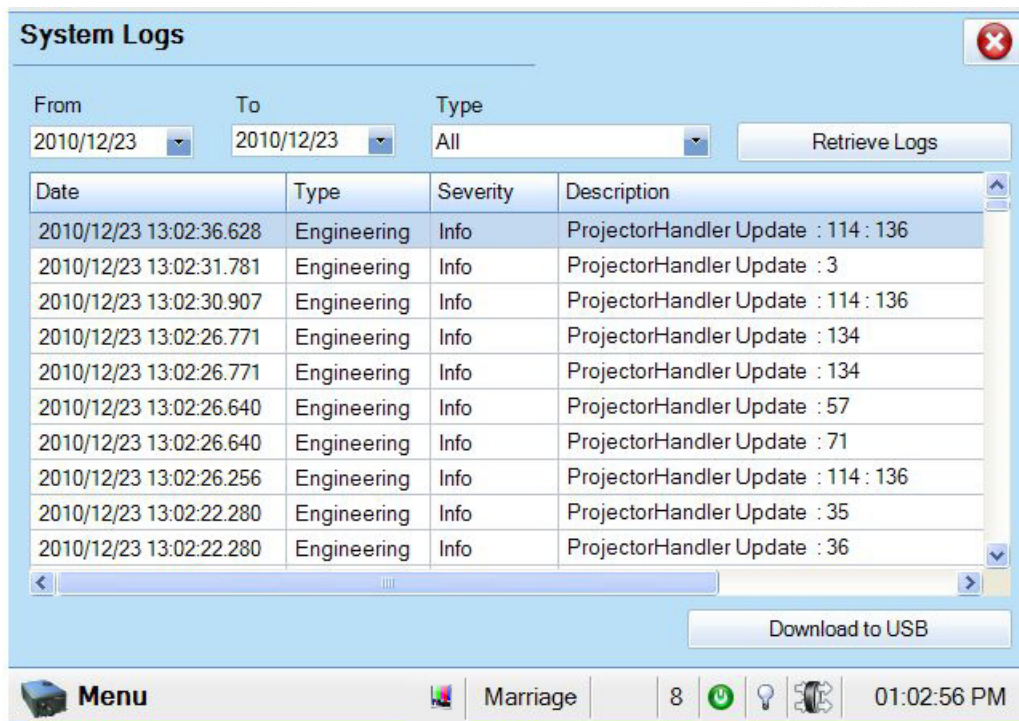 System Logs
From To Type
2010/12/23 2010/12/23 All Retrieve Logs
Date Type Severity Description
2010/12/23 13:02:36.628 Engineering Info ProjectorHandler Update : 114 : 136
2010/12/23 13:02:31.781 Engineering Info ProjectorHandler Update : 3
2010/12/23 13:02:30.907 Engineering Info ProjectorHandler Update : 114 : 136
2010/12/23 13:02:26.771 Engineering Info ProjectorHandler Update : 134
2010/12/23 13:02:26.771 Engineering Info ProjectorHandler Update : 134
2010/12/23 13:02:26.640 Engineering Info ProjectorHandler Update : 57
2010/12/23 13:02:26.640 Engineering Info ProjectorHandler Update : 71
2010/12/23 13:02:26.256 Engineering Info ProjectorHandler Update : 114 : 136
2010/12/23 13:02:22.280 Engineering Info ProjectorHandler Update : 35
2010/12/23 13:02:22.280 Engineering Info ProjectorHandler Update : 36
Download to USB
Menu Marriage 8 01:02:56 PM